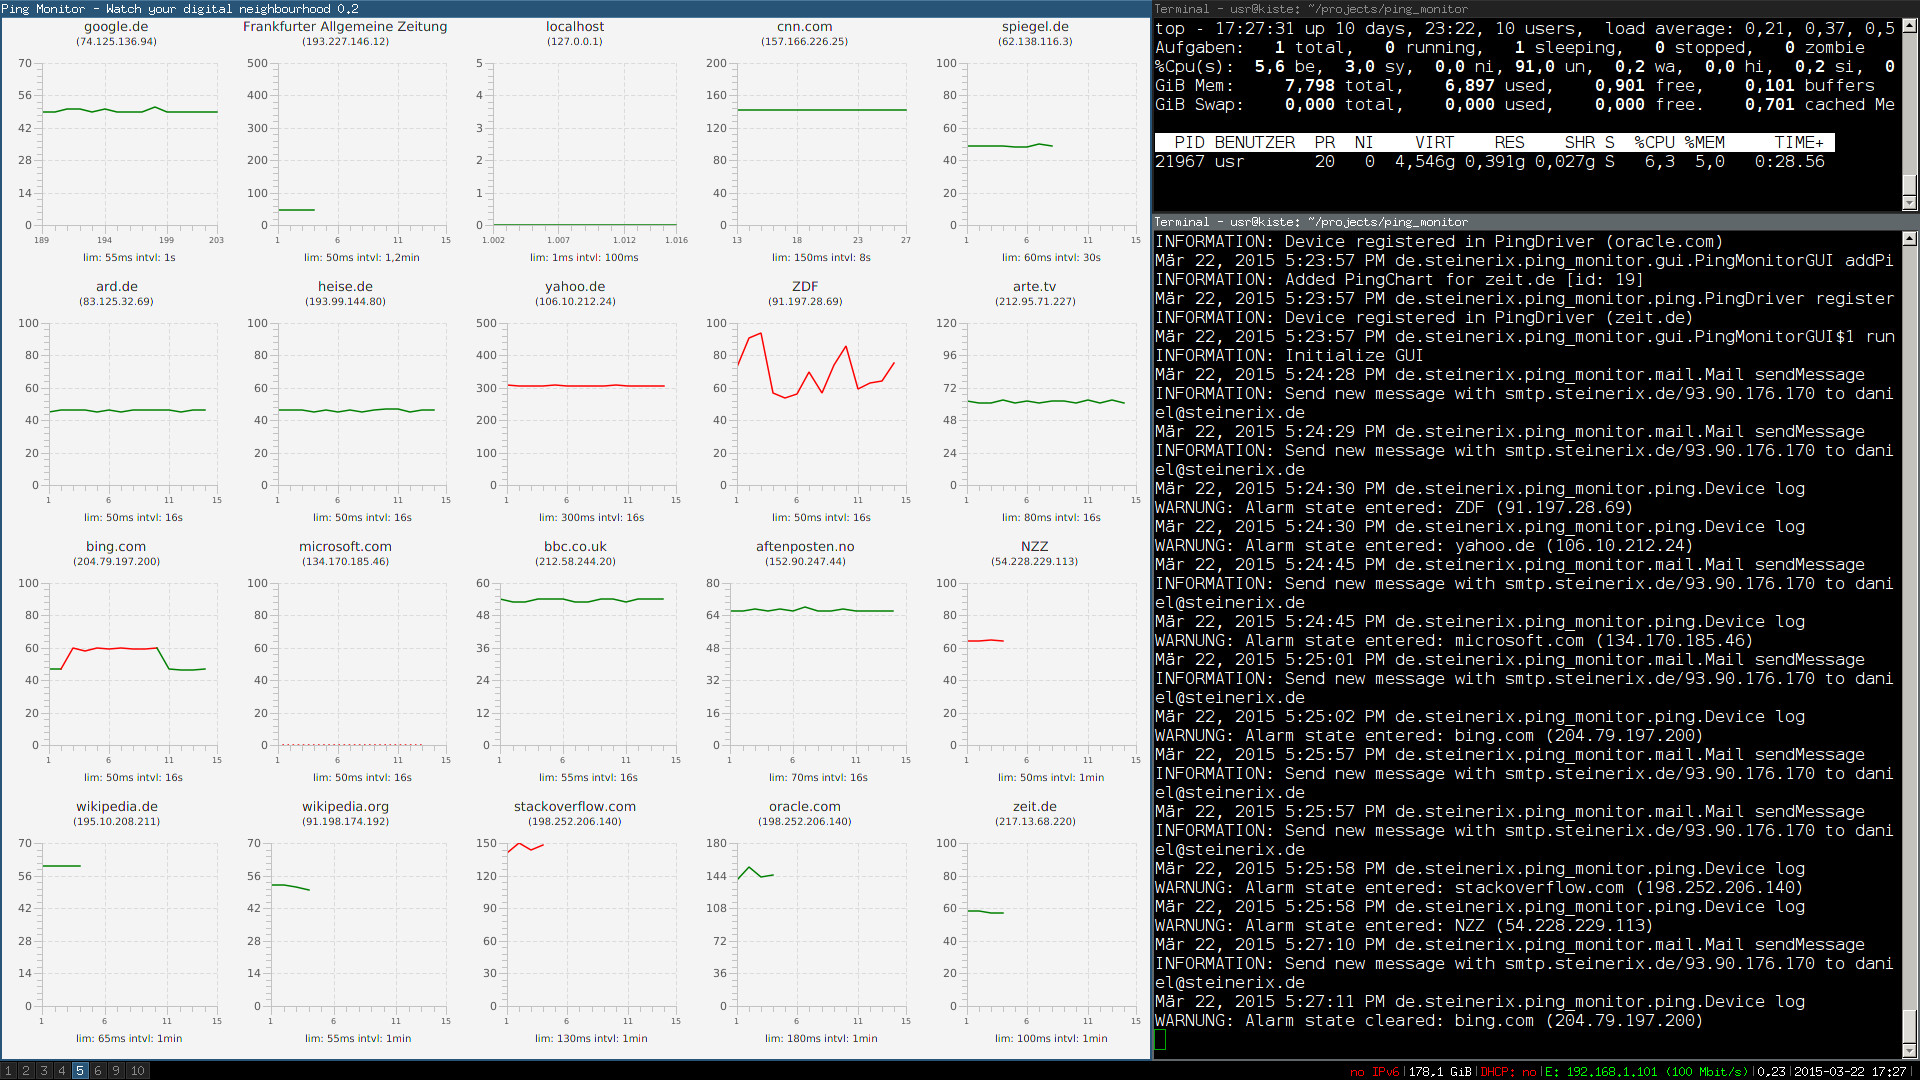 Ping Monitor - Watch your digital neighbourhood 0.2
google.de
(74.125.136.94)
70
56
42
28
14
0
189 194 199 203
lim: 55ms intvl: 1s
Frankfurter Allgemeine Zeitung
(193.227.146.12)
500
400
300
200
100
0
1 6 11 15
lim: 50ms intvl: 1,2min
localhost
(127.0.0.1)
5
4
3
2
1
0
1.002 1.007 1.012 1.016
lim: 1ms intvl: 100ms
cnn.com
(157.166.226.25)
200
160
120
80
40
0
13 18 23 27
lim: 150ms intvl: 8s
spiegel.de
(62.138.116.3)
100
80
60
40
20
0
1 6 11 15
lim: 60ms intvl: 30s
ard.de
(83.125.32.69)
100
80
60
40
20
0
1 6 11 15
lim: 50ms intvl: 16s
heise.de
(193.99.144.80)
100
80
60
40
20
0
1 6 11 15
lim: 50ms intvl: 16s
yahoo.de
(106.10.212.24)
500
400
300
200
100
0
1 6 11 15
lim: 300ms intvl: 16s
ZDF
(91.197.28.69)
100
80
60
40
20
0
1 6 11 15
lim: 50ms intvl: 16s
arte.tv
(212.95.71.227)
120
96
72
48
24
0
1 6 11 15
lim: 80ms intvl: 16s
bing.com
(204.79.197.200)
100
80
60
40
20
0
1 6 11 15
lim: 50ms intvl: 16s
microsoft.com
(134.170.185.46)
100
80
60
40
20
0
1 6 11 15
lim: 50ms intvl: 16s
bbc.co.uk
(212.58.244.20)
60
48
36
24
12
0
1 6 11 15
lim: 55ms intvl: 16s
aftenposten.no
(152.90.247.44)
80
64
48
32
16
0
1 6 11 15
lim: 70ms intvl: 16s
NZZ
(54.228.229.113)
100
80
60
40
20
0
1 6 11 15
lim: 50ms intvl: 1min
wikipedia.de
(195.10.208.211)
70
56
42
28
14
0
1 6 11 15
lim: 65ms intvl: 1min
wikipedia.org
(91.198.174.192)
70
56
42
28
14
0
1 6 11 15
lim: 55ms intvl: 1min
stackoverflow.com
(198.252.206.140)
150
120
90
60
30
0
1 6 11 15
lim: 130ms intvl: 1min
oracle.com
(198.252.206.140)
180
144
108
72
36
0
1 6 11 15
lim: 180ms intvl: 1min
zeit.de
(217.13.68.220)
100
80
60
40
20
0
1 6 11 15
lim: 100ms intvl: 1min
Terminal - usr@kiste: ~/projects/ping_monitor
top - 17:27:31 up 10 days, 23:22, 10 users, load average: 0,21, 0,37, 0,5
Aufgaben: 1 total, 0 running, 1 sleeping, 0 stopped, 0 zombie
%Cpu(s): 5,6 be, 3,0 sy, 0,0 ni, 91,0 un, 0,2 wa, 0,0 hi, 0,2 si, 0
GiB Mem: 7,798 total, 6,897 used, 0,901 free, 0,101 buffers
GiB Swap: 0,000 total, 0,000 used, 0,000 free. 0,701 cached Me
PID BENUTZER PR NI VIRT RES SHR S %CPU %MEM TIME+
21967 usr 20 0 4,546g 0,391g 0,027g S 6,3 5,0 0:28.56
Terminal - usr@kiste: ~/projects/ping_monitor
INFORMATION: Device registered in PingDriver (oracle.com)
Mär 22, 2015 5:23:57 PM de.steinerix.ping_monitor.gui.PingMonitorGUI addPi
INFORMATION: Added PingChart for zeit.de [id: 19]
Mär 22, 2015 5:23:57 PM de.steinerix.ping_monitor.ping.PingDriver register
INFORMATION: Device registered in PingDriver (zeit.de)
Mär 22, 2015 5:23:57 PM de.steinerix.ping_monitor.gui.PingMonitorGUI$1 run
INFORMATION: Initialize GUI
Mär 22, 2015 5:24:28 PM de.steinerix.ping_monitor.mail.Mail sendMessage
INFORMATION: Send new message with smtp.steinerix.de/93.90.176.170 to dani
el@steinerix.de
Mär 22, 2015 5:24:29 PM de.steinerix.ping_monitor.mail.Mail sendMessage
INFORMATION: Send new message with smtp.steinerix.de/93.90.176.170 to dani
el@steinerix.de
Mär 22, 2015 5:24:30 PM de.steinerix.ping_monitor.ping.Device log
WARNUNG: Alarm state entered: ZDF (91.197.28.69)
Mär 22, 2015 5:24:30 PM de.steinerix.ping_monitor.ping.Device log
WARNUNG: Alarm state entered: yahoo.de (106.10.212.24)
Mär 22, 2015 5:24:45 PM de.steinerix.ping_monitor.mail.Mail sendMessage
INFORMATION: Send new message with smtp.steinerix.de/93.90.176.170 to dani
el@steinerix.de
Mär 22, 2015 5:24:45 PM de.steinerix.ping_monitor.ping.Device log
WARNUNG: Alarm state entered: microsoft.com (134.170.185.46)
Mär 22, 2015 5:25:01 PM de.steinerix.ping_monitor.mail.Mail sendMessage
INFORMATION: Send new message with smtp.steinerix.de/93.90.176.170 to dani
el@steinerix.de
Mär 22, 2015 5:25:02 PM de.steinerix.ping_monitor.ping.Device log
WARNUNG: Alarm state entered: bing.com (204.79.197.200)
Mär 22, 2015 5:25:57 PM de.steinerix.ping_monitor.mail.Mail sendMessage
INFORMATION: Send new message with smtp.steinerix.de/93.90.176.170 to dani
el@steinerix.de
Mär 22, 2015 5:25:57 PM de.steinerix.ping_monitor.mail.Mail sendMessage
INFORMATION: Send new message with smtp.steinerix.de/93.90.176.170 to dani
el@steinerix.de
Mär 22, 2015 5:25:58 PM de.steinerix.ping_monitor.ping.Device log
WARNUNG: Alarm state entered: stackoverflow.com (198.252.206.140)
Mär 22, 2015 5:25:58 PM de.steinerix.ping_monitor.ping.Device log
WARNUNG: Alarm state entered: NZZ (54.228.229.113)
Mär 22, 2015 5:27:10 PM de.steinerix.ping_monitor.mail.Mail sendMessage
INFORMATION: Send new message with smtp.steinerix.de/93.90.176.170 to dani
el@steinerix.de
Mär 22, 2015 5:27:11 PM de.steinerix.ping_monitor.ping.Device log
WARNUNG: Alarm state cleared: bing.com (204.79.197.200)
1 2 3 4 5 6 9 10
no IPv6|178,1 GiB|DHCP: no|E: 192.168.1.101 (100 Mbit/s)|0,23|2015-03-22 17:27|